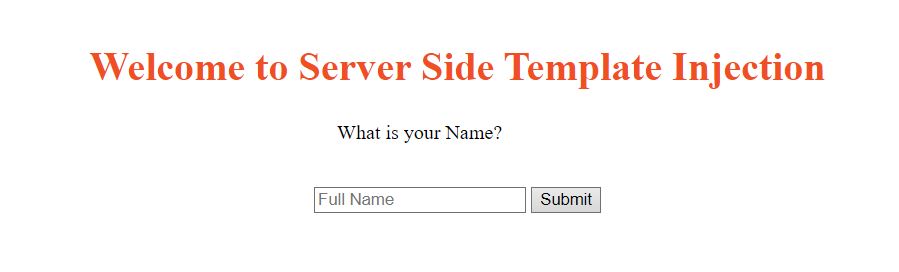 Welcome to Server Side Template Injection
What is your Name?
Full Name Submit